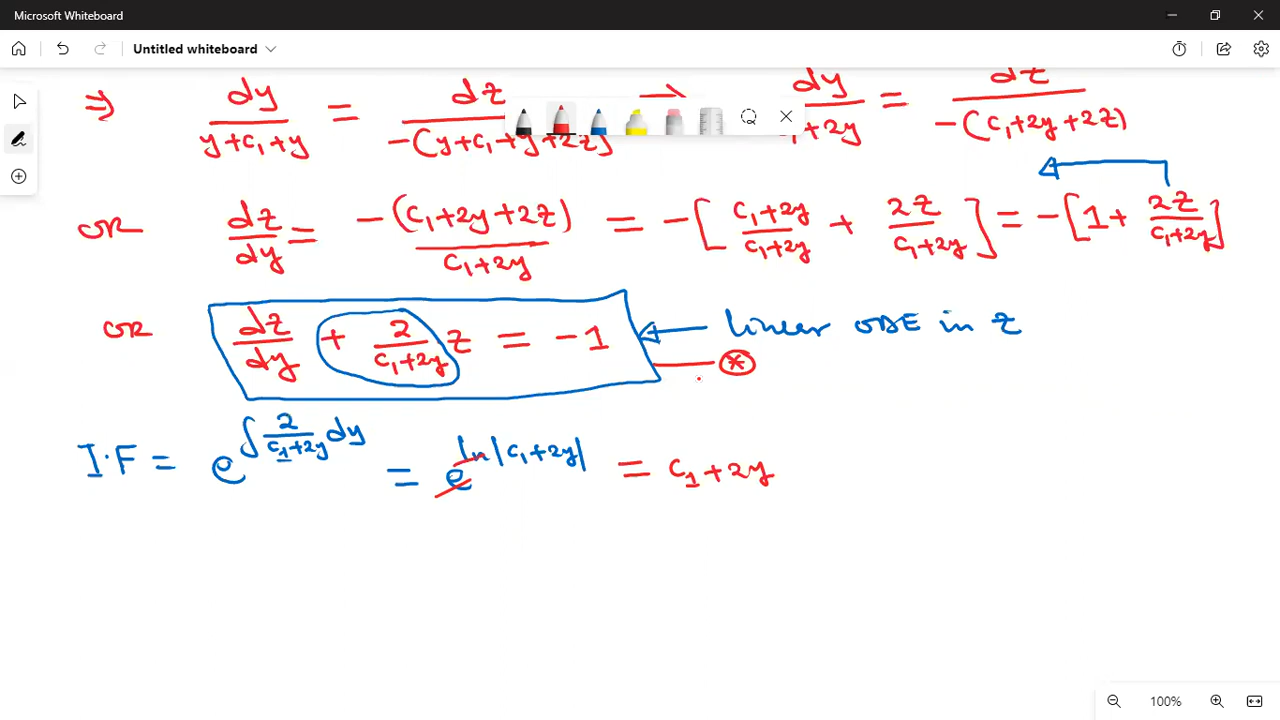 Microsoft Whiteboard
Untitled whiteboard
⇒ dy/(y+c₁+y) = dz/(-(y+c₁+y+2z)) → dy/(c₁+2y) = dz/(-(c₁+2y+2z))
OR dz/dy = -(c₁+2y+2z)/(c₁+2y) = -[(c₁+2y)/(c₁+2y) + 2z/(c₁+2y)] = -[1+ 2z/(c₁+2y)]
OR dz/dy + 2/(c₁+2y) z = -1 linear ODE in z
⊛
I.F = e^(∫ 2/(c₁+2y) dy) = e^(ln|c₁+2y|) = c₁+2y
100%